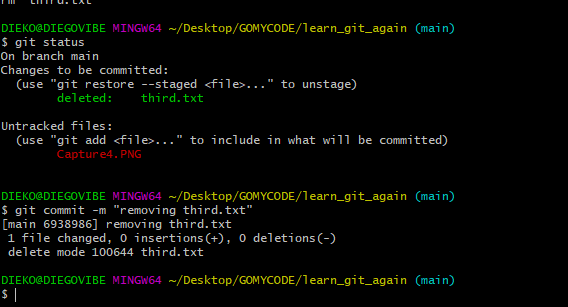 rm 'third.txt'
DIEKO@DIEGOVIBE MINGW64 ~/Desktop/GOMYCODE/learn_git_again (main)
$ git status
On branch main
Changes to be committed:
  (use "git restore --staged <file>..." to unstage)
        deleted:    third.txt
Untracked files:
  (use "git add <file>..." to include in what will be committed)
        Capture4.PNG
DIEKO@DIEGOVIBE MINGW64 ~/Desktop/GOMYCODE/learn_git_again (main)
$ git commit -m "removing third.txt"
[main 6938986] removing third.txt
 1 file changed, 0 insertions(+), 0 deletions(-)
 delete mode 100644 third.txt
DIEKO@DIEGOVIBE MINGW64 ~/Desktop/GOMYCODE/learn_git_again (main)
$